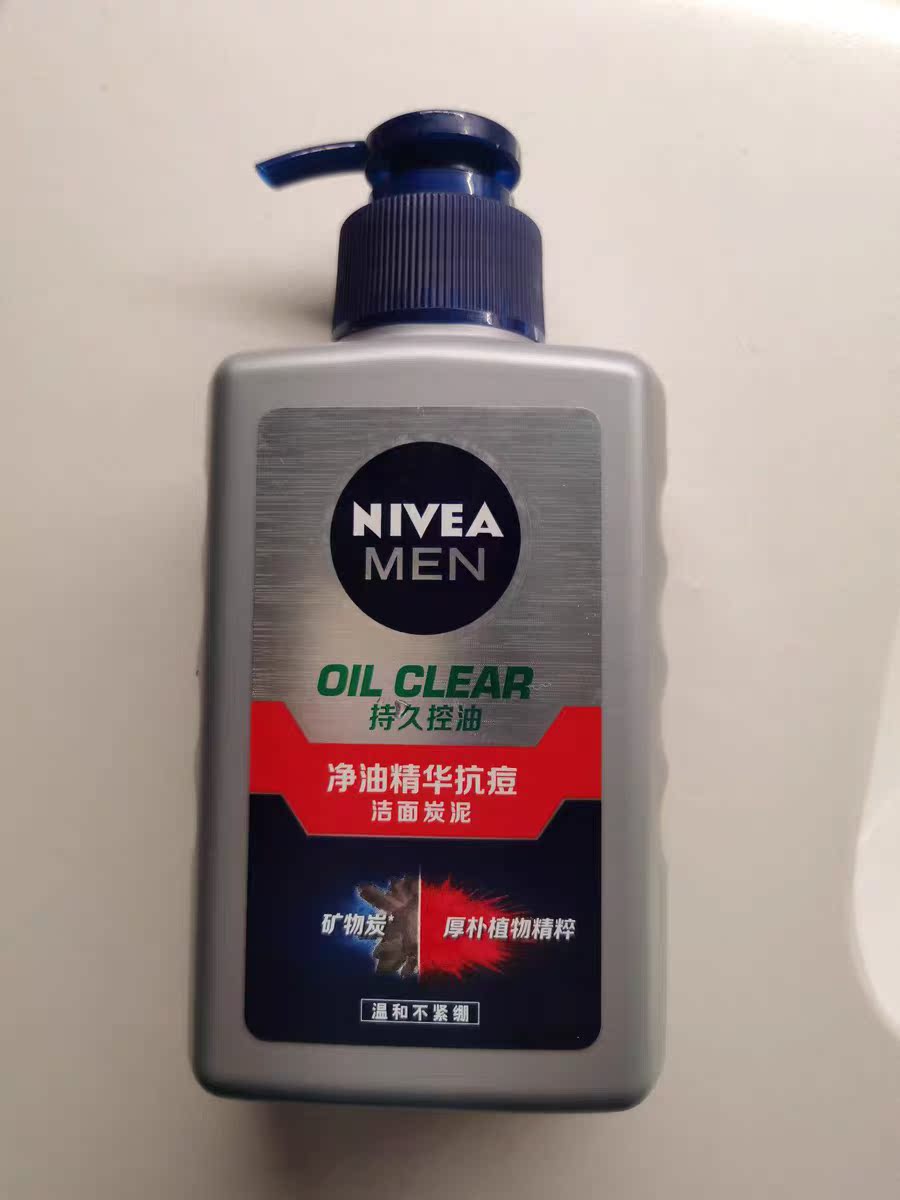 NIVEA
MEN
OIL CLEAR
持久控油
净油精华抗痘
洁面炭泥
矿物炭*
厚朴植物精粹
温和不紧绷